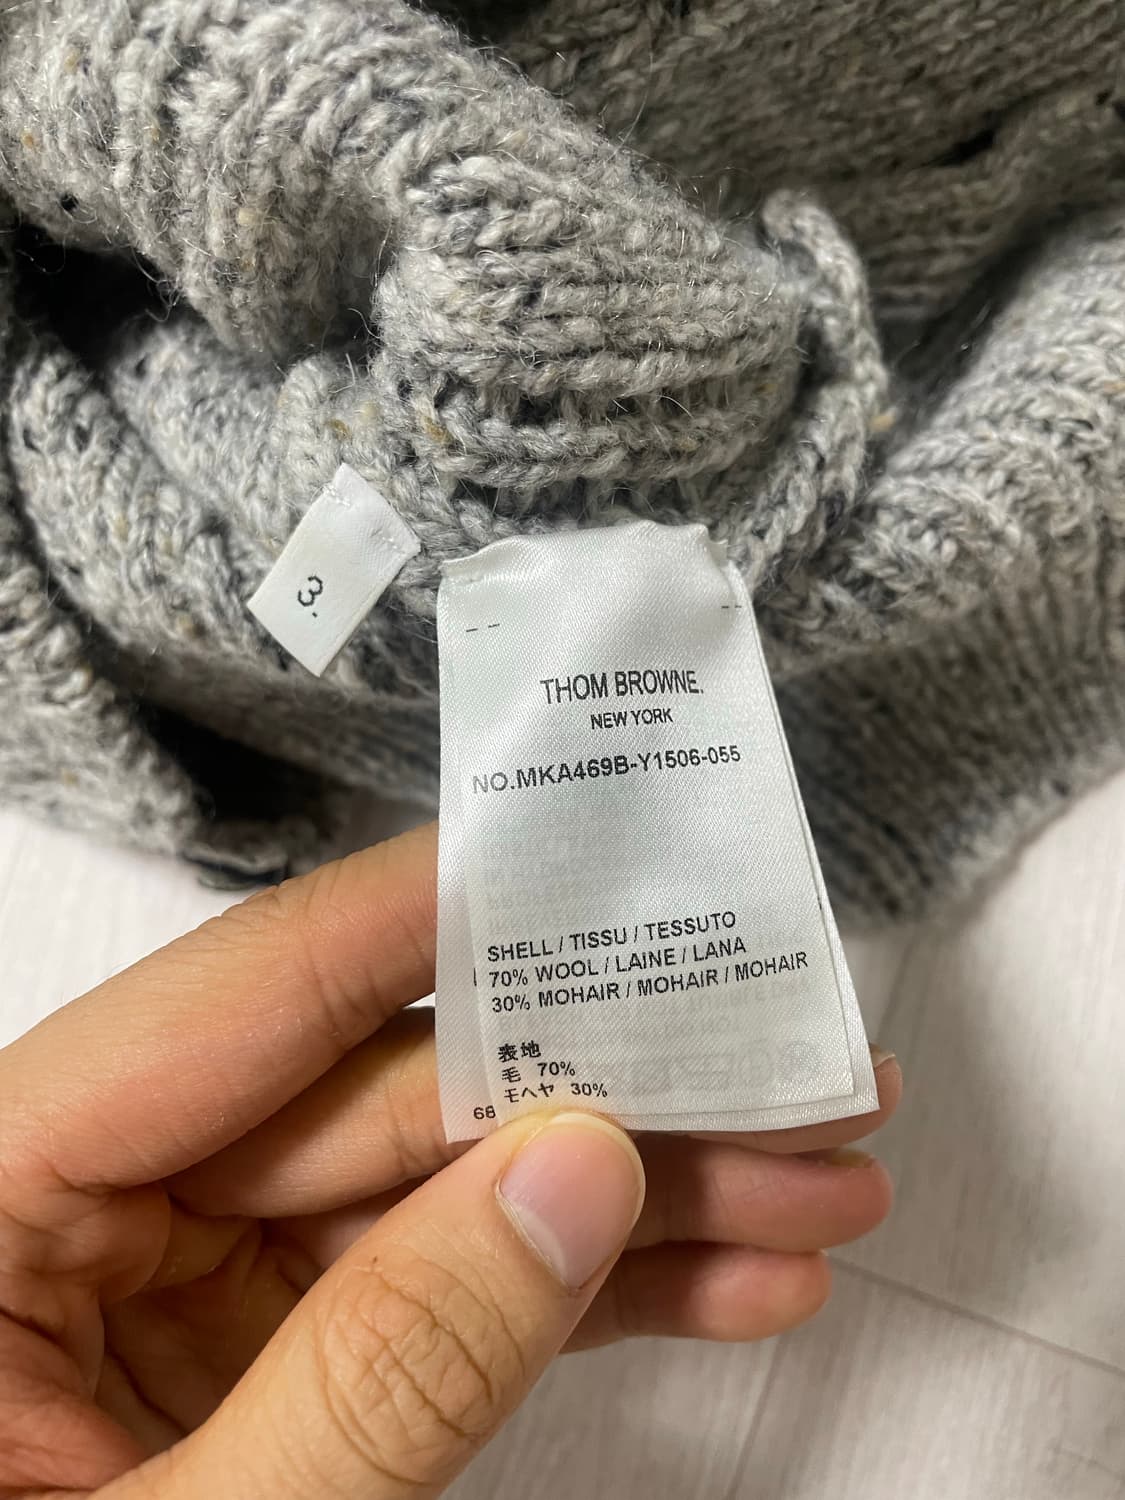 3.
THOM BROWNE.
NEW YORK
NO.MKA469B-Y1506-055
SHELL / TISSU / TESSUTO
70% WOOL / LAINE / LANA
30% MOHAIR / MOHAIR / MOHAIR
表地
毛 70%
モヘヤ 30%
68